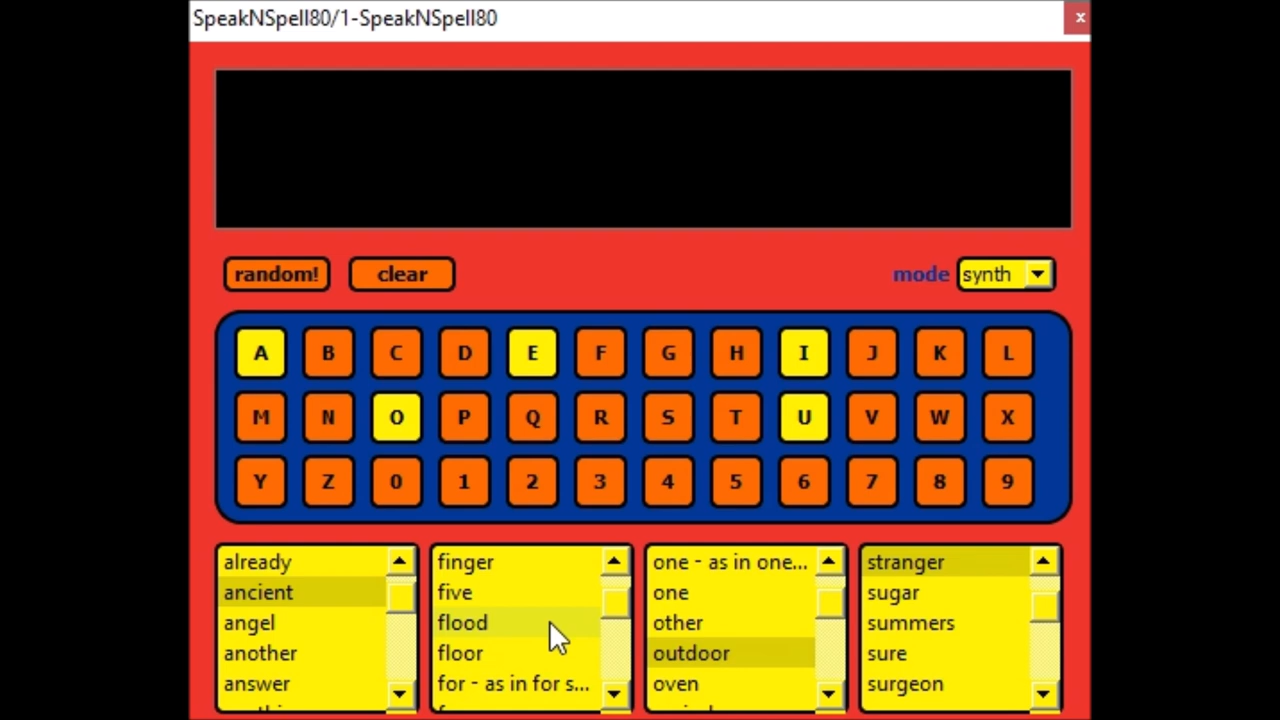 SpeakNSpell80/1-SpeakNSpell80
x
random! clear mode synth
A B C D E F G H I J K L
M N O P Q R S T U V W X
Y Z 0 1 2 3 4 5 6 7 8 9
already
ancient
angel
another
answer
finger
five
flood
floor
for - as in for s...
one - as in one...
one
other
outdoor
oven
stranger
sugar
summers
sure
surgeon